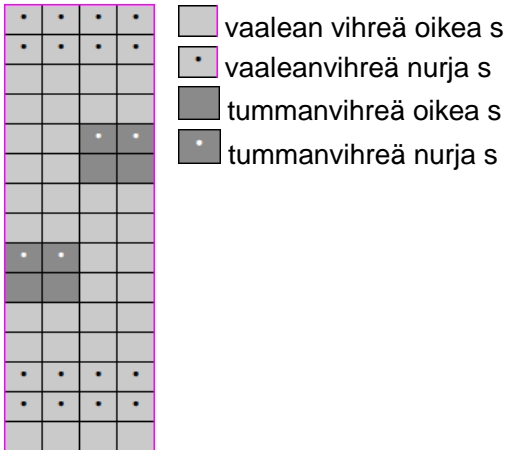 vaalean vihreä oikea s
vaaleanvihreä nurja s
tummanvihreä oikea s
tummanvihreä nurja s